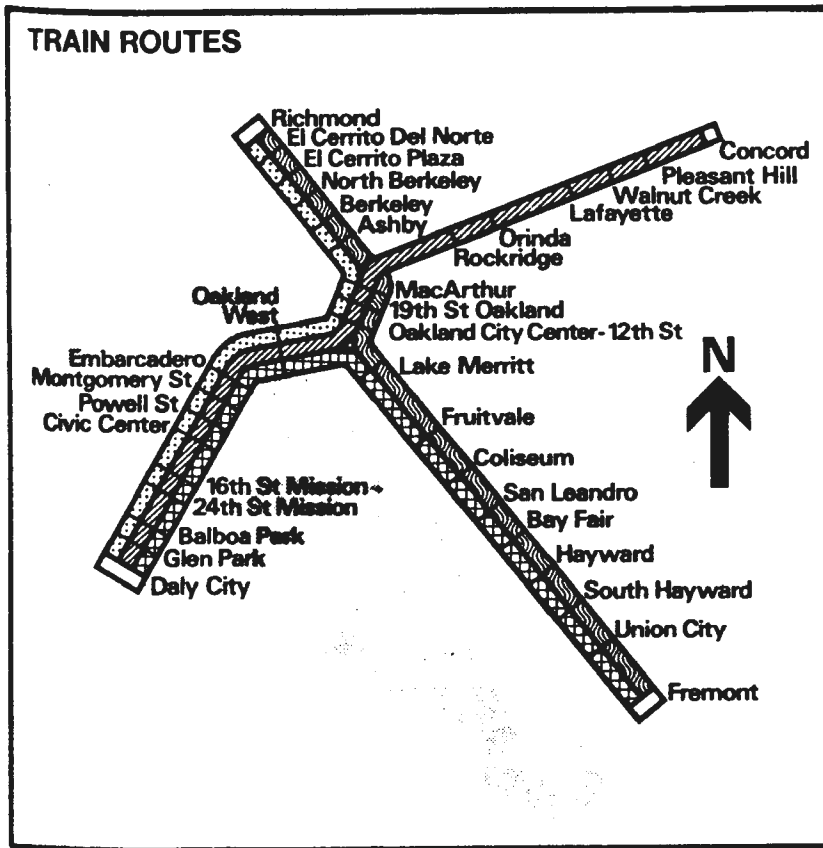 TRAIN ROUTES
Richmond
El Cerrito Del Norte
El Cerrito Plaza
North Berkeley
Berkeley
Ashby
Concord
Pleasant Hill
Walnut Creek
Lafayette
Orinda
Rockridge
MacArthur
19th St Oakland
Oakland City Center-12th St
Oakland
West
Embarcadero
Montgomery St
Powell St
Civic Center
16th St Mission
24th St Mission
Balboa Park
Glen Park
Daly City
Lake Merritt
Fruitvale
Coliseum
San Leandro
Bay Fair
Hayward
South Hayward
Union City
Fremont
N